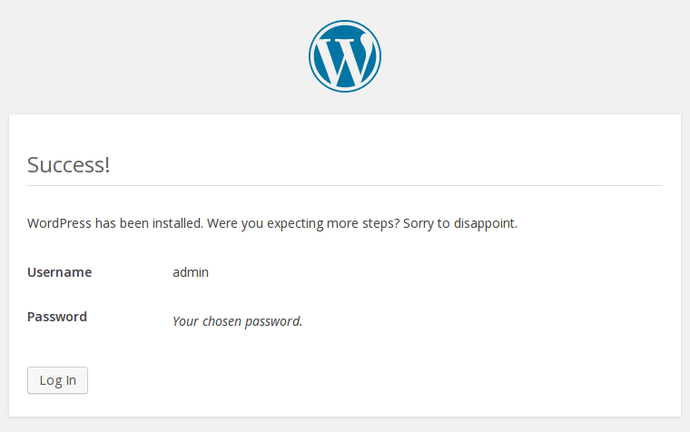 Success!
WordPress has been installed. Were you expecting more steps? Sorry to disappoint.
Username admin
Password Your chosen password.
Log In